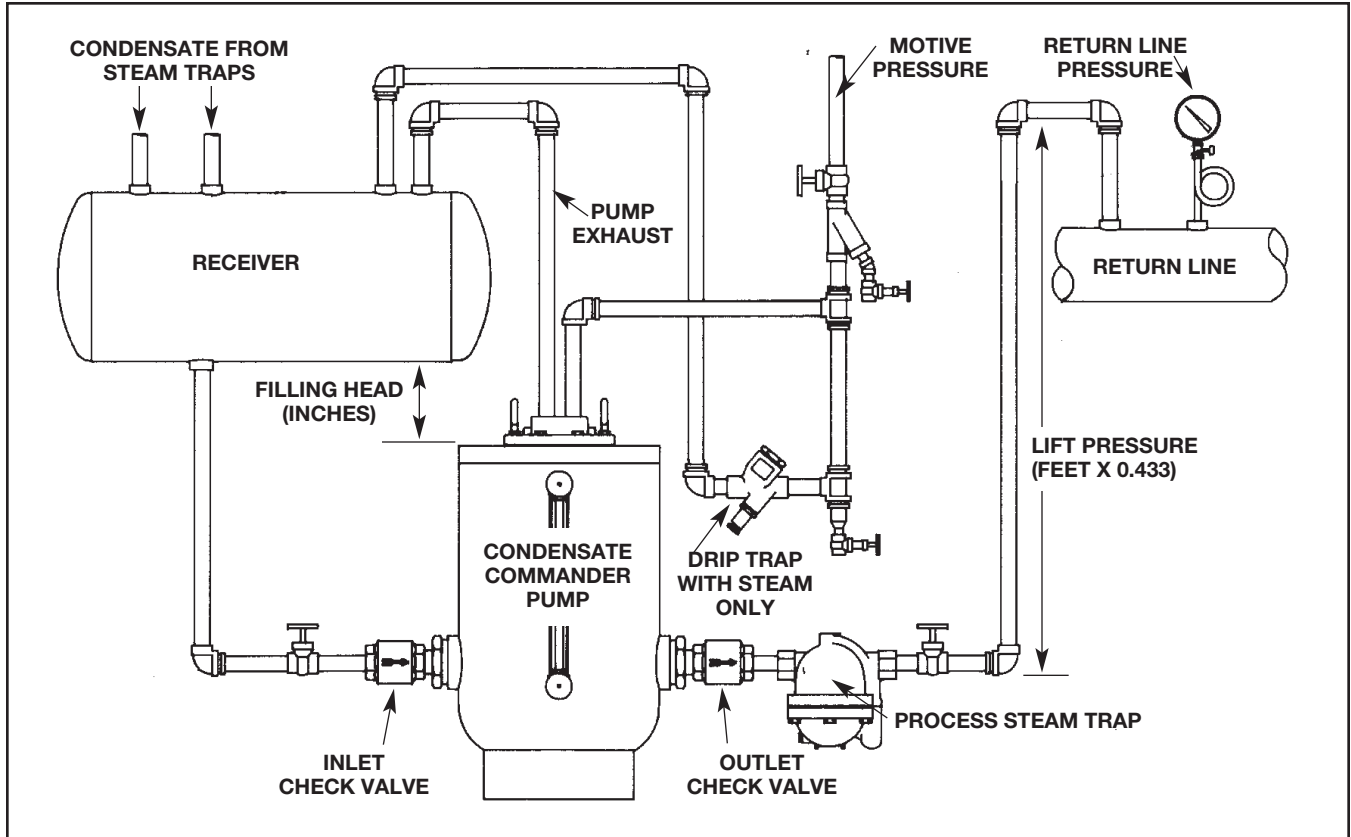 CONDENSATE FROM
STEAM TRAPS
MOTIVE
PRESSURE
RETURN LINE
PRESSURE
PUMP
EXHAUST
RECEIVER
RETURN LINE
FILLING HEAD
(INCHES)
LIFT PRESSURE
(FEET X 0.433)
CONDENSATE
COMMANDER
PUMP
DRIP TRAP
WITH STEAM
ONLY
PROCESS STEAM TRAP
INLET
CHECK VALVE
OUTLET
CHECK VALVE